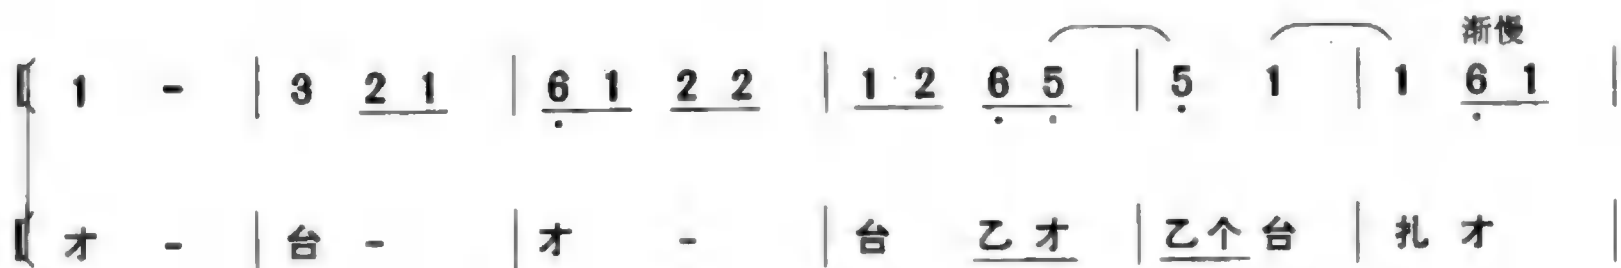 渐慢
1 - | 3 2 1 | 6 1 2 2 | 1 2 6 5 | 5 1 | 1 6 1 |
才 - | 台 - | 才 - | 台 乙 才 | 乙 个 台 | 扎 才 |